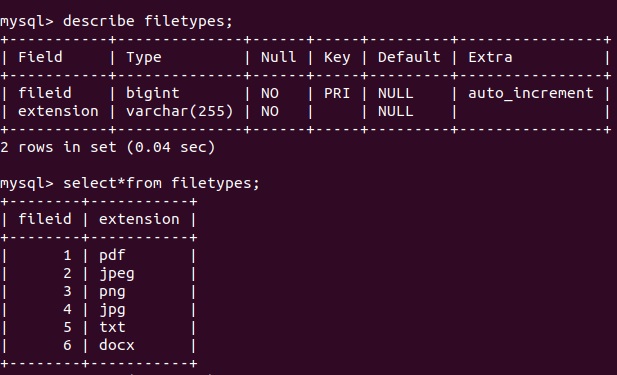 mysql> describe filetypes;
+-----------+--------------+------+-----+---------+----------------+
| Field     | Type         | Null | Key | Default | Extra          |
+-----------+--------------+------+-----+---------+----------------+
| fileid    | bigint       | NO   | PRI | NULL    | auto_increment |
| extension | varchar(255) | NO   |     | NULL    |                |
+-----------+--------------+------+-----+---------+----------------+
2 rows in set (0.04 sec)
mysql> select*from filetypes;
+--------+-----------+
| fileid | extension |
+--------+-----------+
|      1 | pdf       |
|      2 | jpeg      |
|      3 | png       |
|      4 | jpg       |
|      5 | txt       |
|      6 | docx      |
+--------+-----------+